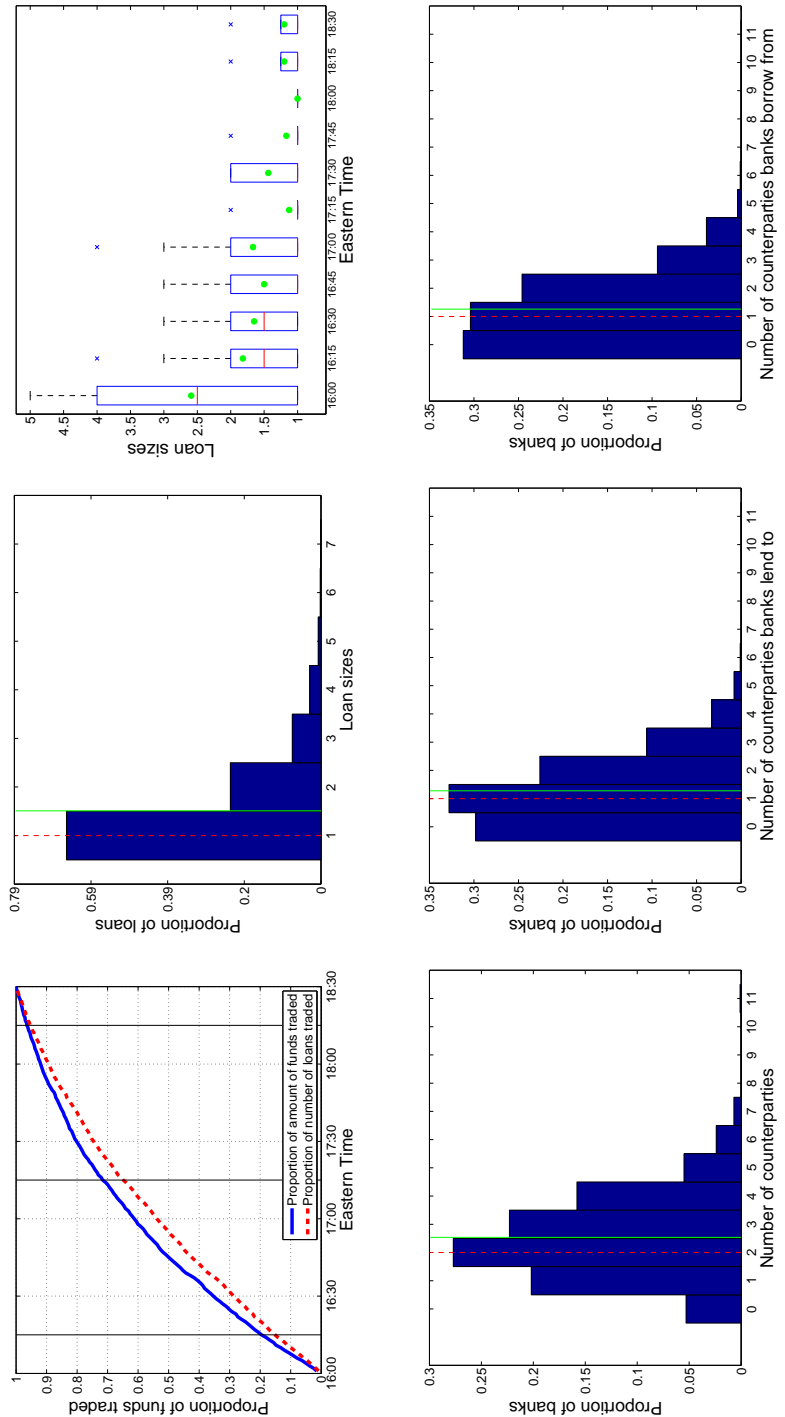 1
0.9
0.8
0.7
0.6
0.5
0.4
0.3
0.2
0.1
0
Proportion of funds traded
16:00 16:30 17:00 17:30 18:00 18:30
Eastern Time
Proportion of amount of funds traded
Proportion of number of loans traded
0.79
0.59
0.39
0.2
0
Proportion of loans
1 2 3 4 5 6 7
Loan sizes
5
4.5
4
3.5
3
2.5
2
1.5
1
Loan sizes
16:00 16:15 16:30 16:45 17:00 17:15 17:30 17:45 18:00 18:15 18:30
Eastern Time
0.3
0.25
0.2
0.15
0.1
0.05
0
Proportion of banks
0 1 2 3 4 5 6 7 8 9 10 11
Number of counterparties
0.35
0.3
0.25
0.2
0.15
0.1
0.05
0
Proportion of banks
0 1 2 3 4 5 6 7 8 9 10 11
Number of counterparties banks lend to
0.35
0.3
0.25
0.2
0.15
0.1
0.05
0
Proportion of banks
0 1 2 3 4 5 6 7 8 9 10 11
Number of counterparties banks borrow from